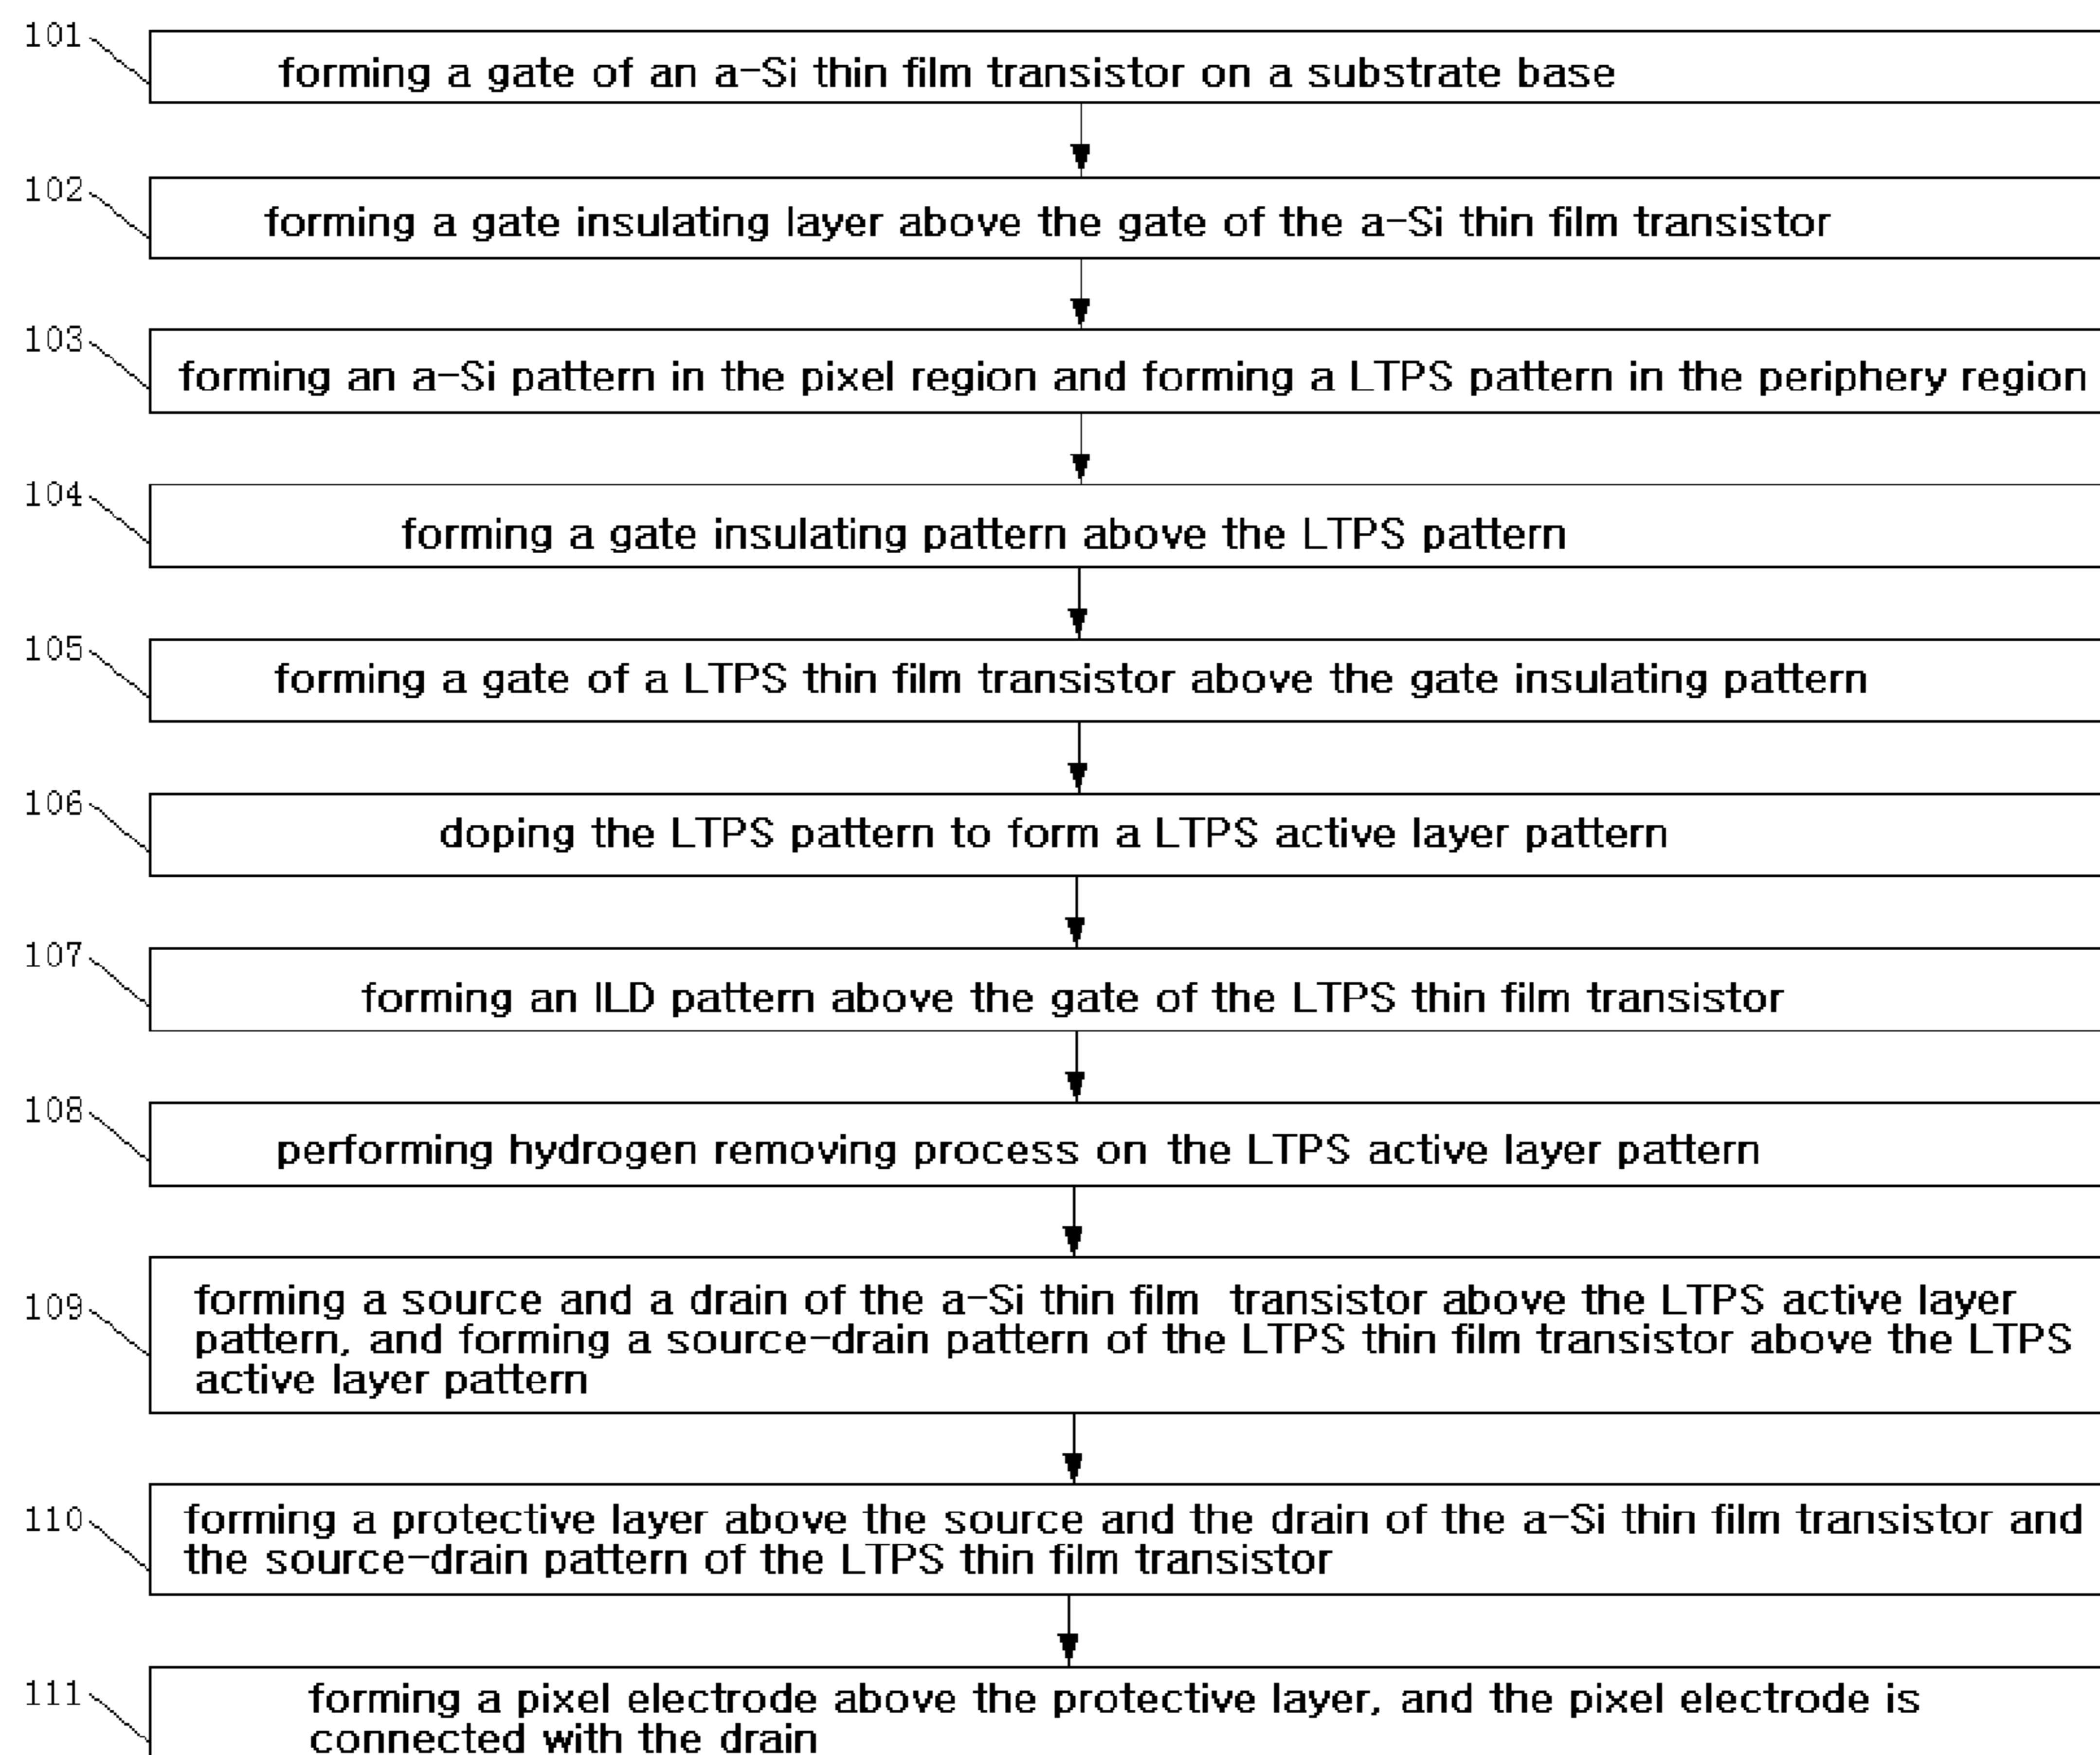 101
forming a gate of an a-Si thin film transistor on a substrate base
102
forming a gate insulating layer above the gate of the a-Si thin film transistor
103
forming an a-Si pattern in the pixel region and forming a LTPS pattern in the periphery region
104
forming a gate insulating pattern above the LTPS pattern
105
forming a gate of a LTPS thin film transistor above the gate insulating pattern
106
doping the LTPS pattern to form a LTPS active layer pattern
107
forming an ILD pattern above the gate of the LTPS thin film transistor
108
performing hydrogen removing process on the LTPS active layer pattern
109
forming a source and a drain of the a-Si thin film transistor above the LTPS active layer
pattern, and forming a source-drain pattern of the LTPS thin film transistor above the LTPS
active layer pattern
110
forming a protective layer above the source and the drain of the a-Si thin film transistor and
the source-drain pattern of the LTPS thin film transistor
111
forming a pixel electrode above the protective layer, and the pixel electrode is
connected with the drain